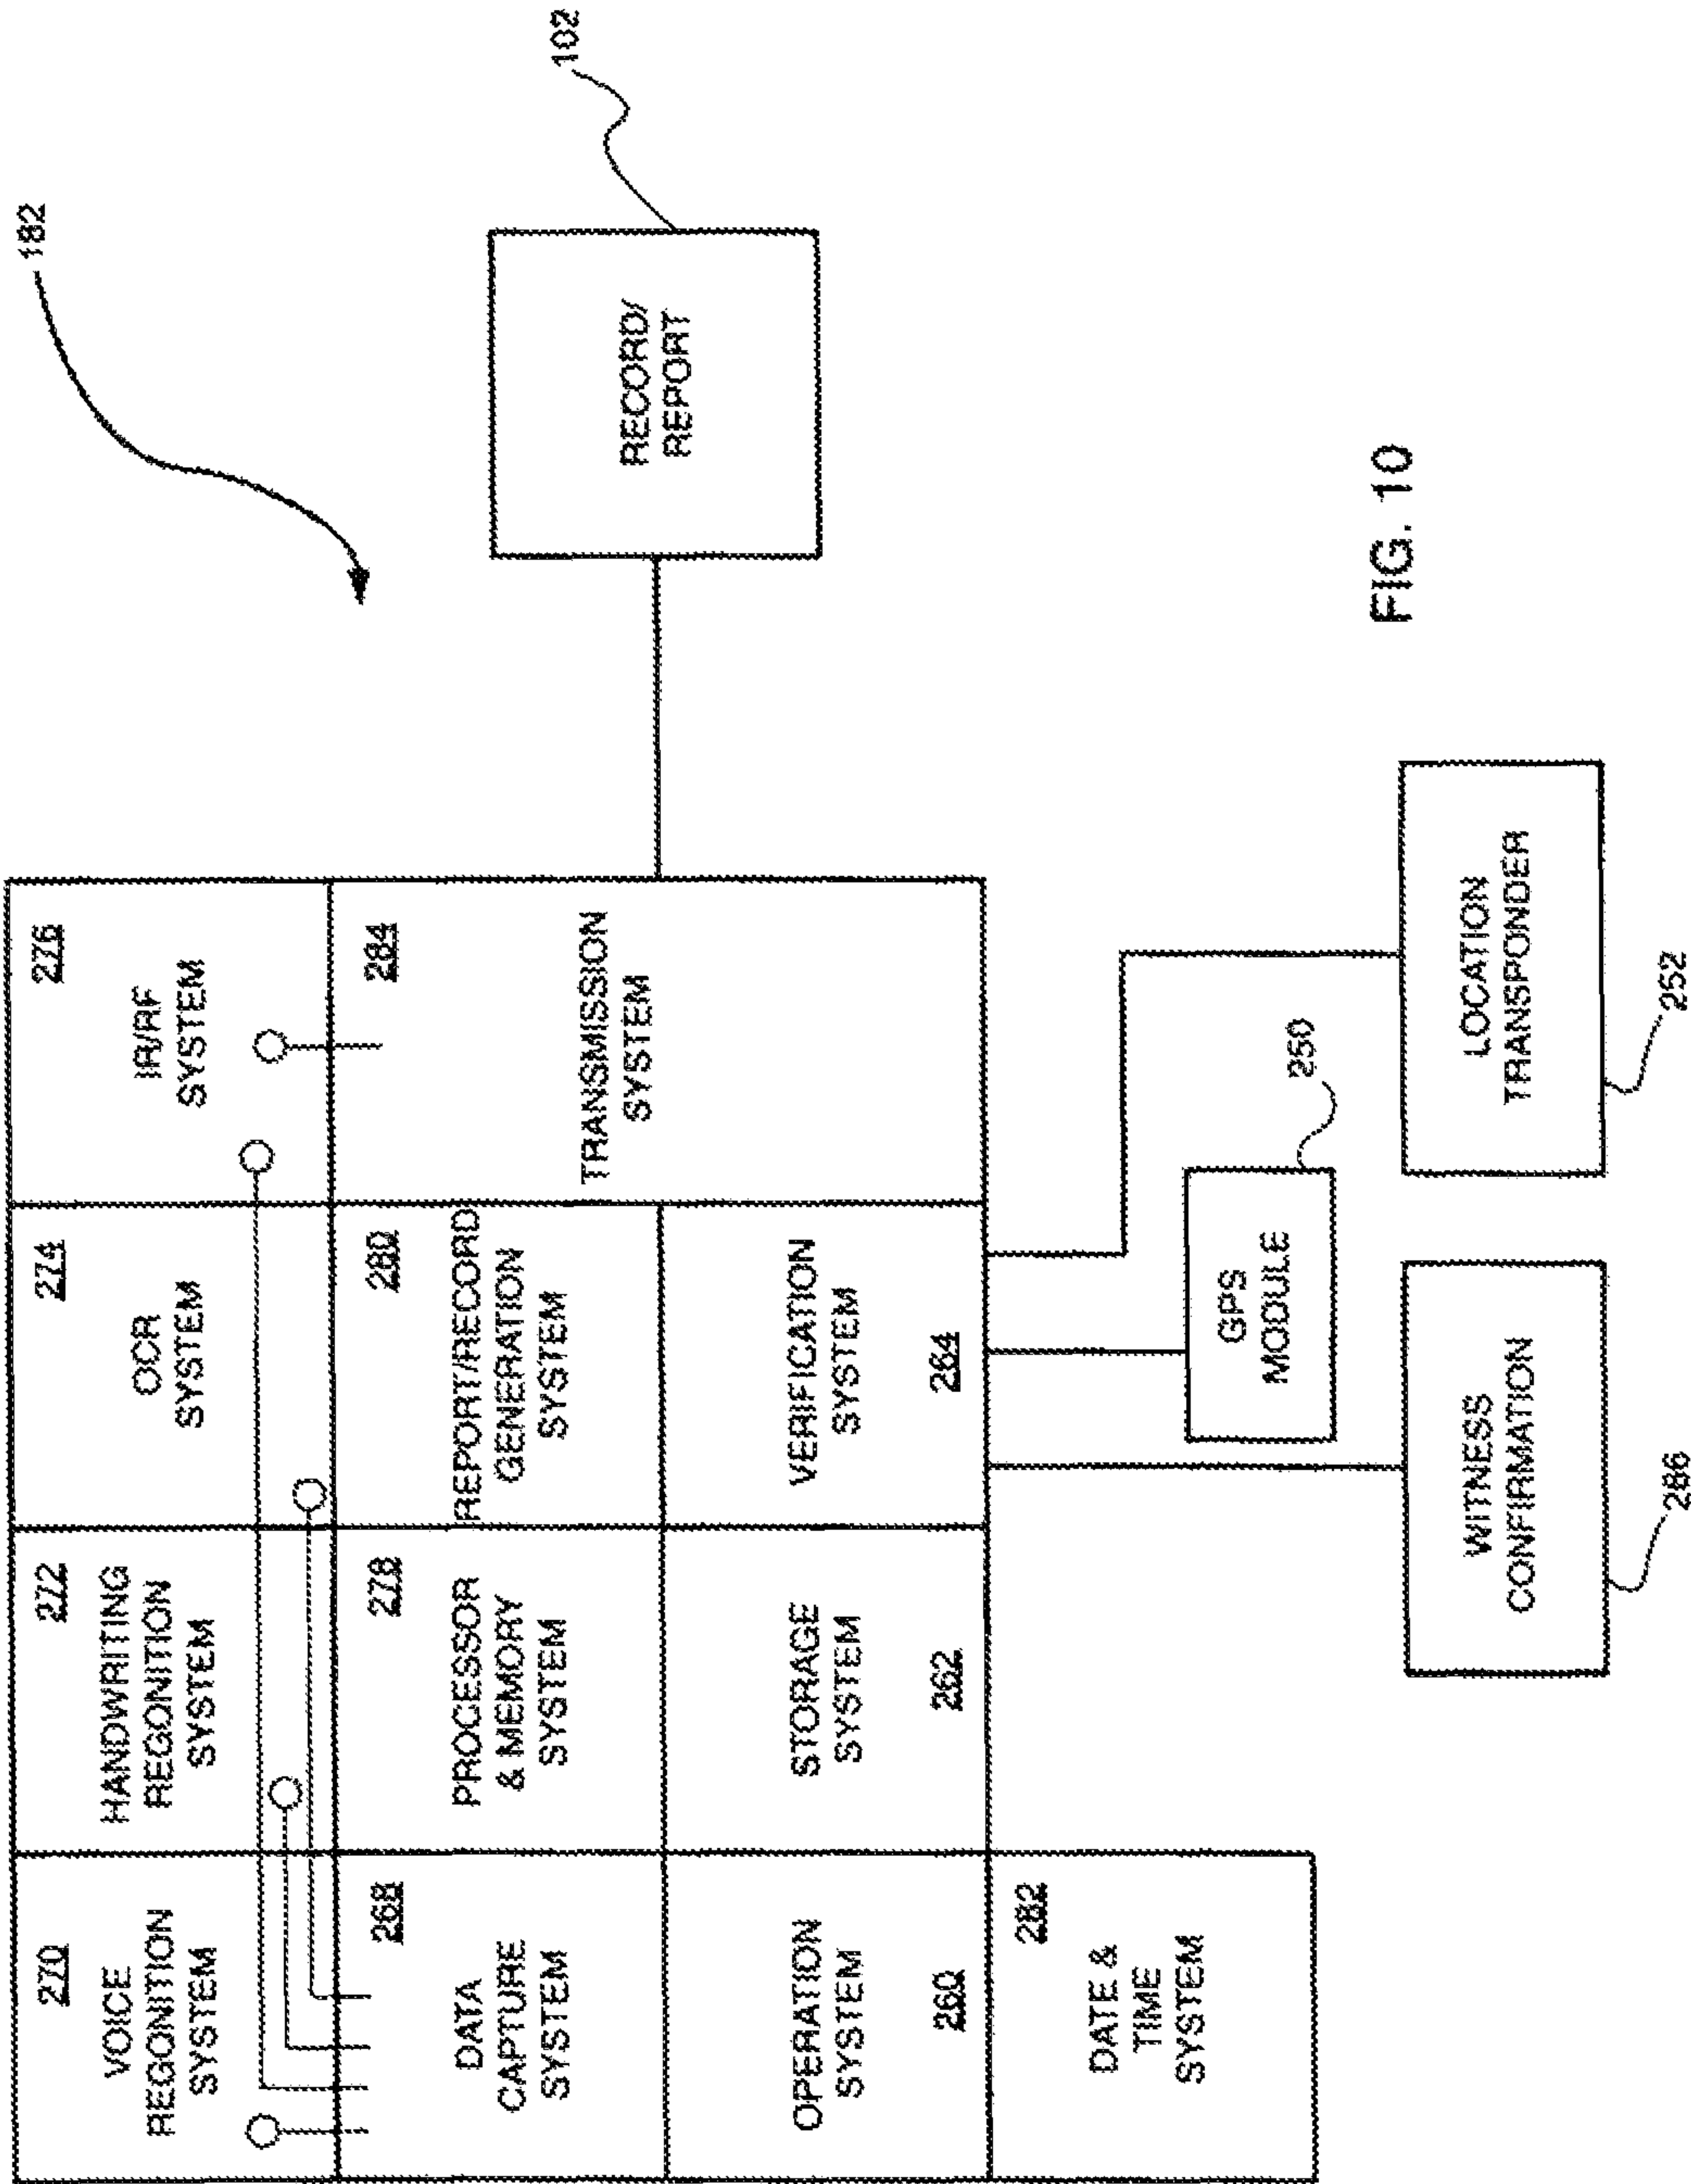 182
270
VOICE
REGONITION
SYSTEM
272
HANDWRITING
REGONITION
SYSTEM
274
OCR
SYSTEM
276
IR/RF
SYSTEM
268
DATA
CAPTURE
SYSTEM
278
PROCESSOR
& MEMORY
SYSTEM
280
REPORT/RECORD
GENERATION
SYSTEM
284
TRANSMISSION
SYSTEM
RECORD/
REPORT
102
OPERATION
SYSTEM
260
STORAGE
SYSTEM
262
VERIFICATION
SYSTEM
264
282
DATE &
TIME
SYSTEM
GPS
MODULE
250
WITNESS
CONFIRMATION
286
LOCATION
TRANSPONDER
252
FIG. 10